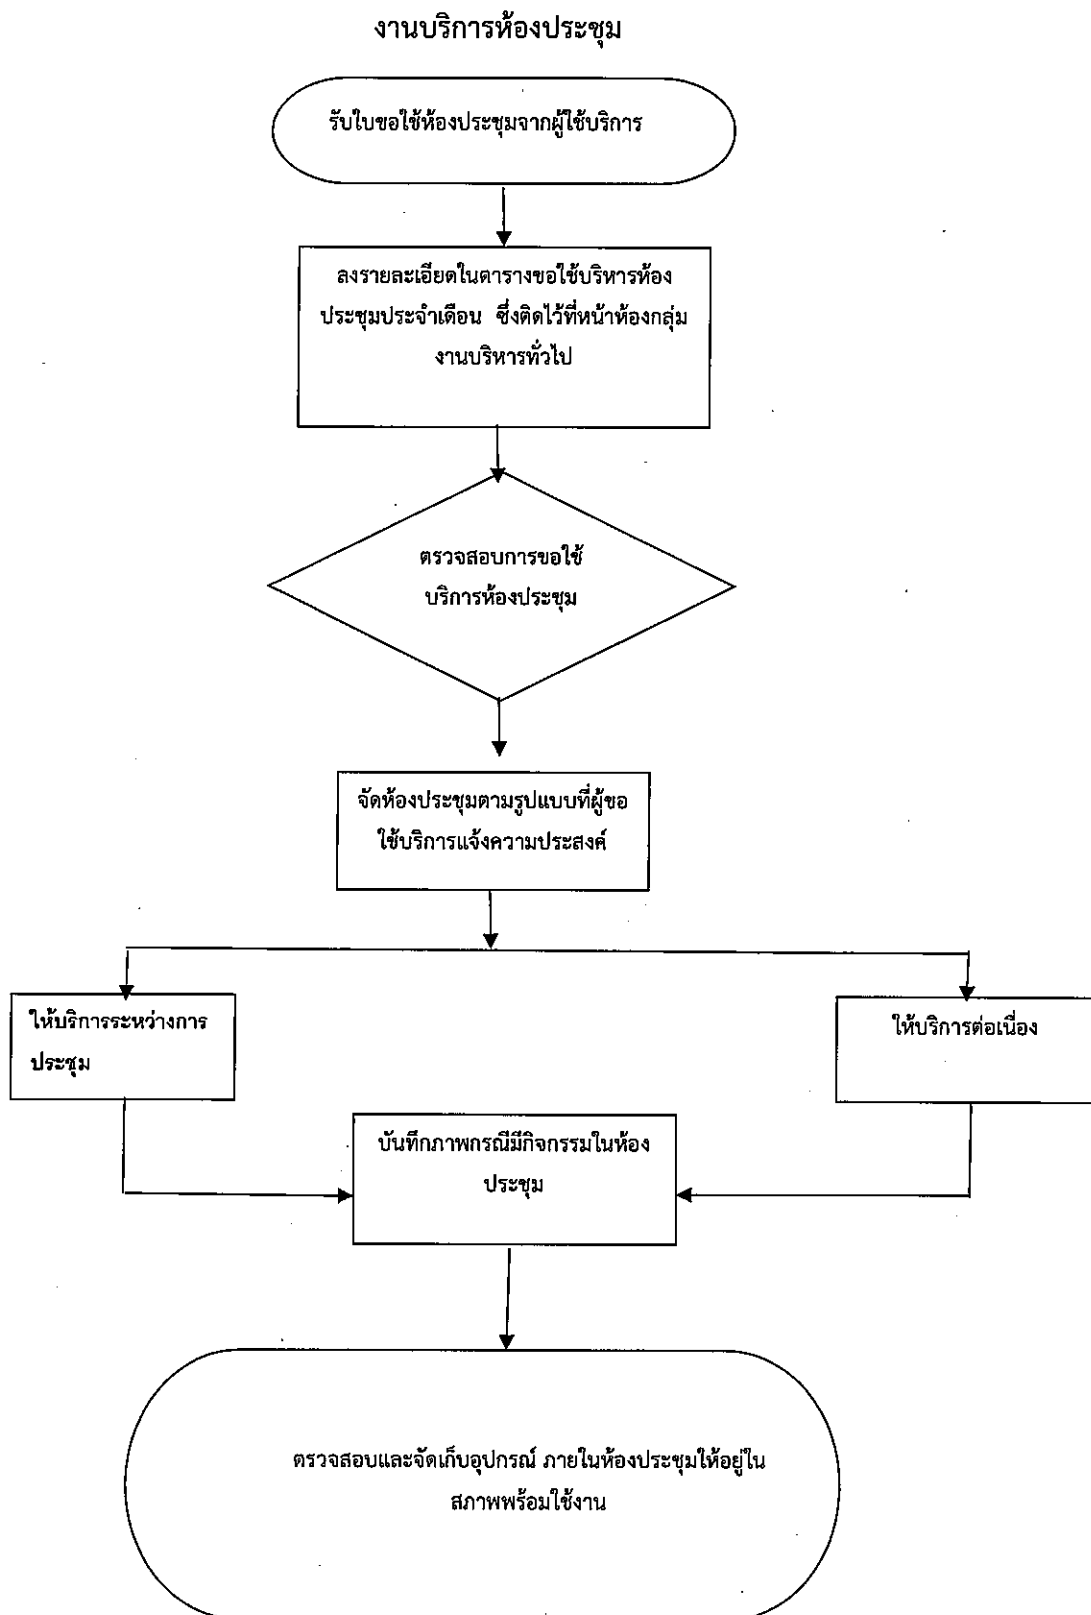 งานบริการห้องประชุม
รับใบขอใช้ห้องประชุมจากผู้ใช้บริการ
ลงรายละเอียดในตารางขอใช้บริหารห้อง
ประชุมประจำเดือน ซึ่งติดไว้ที่หน้าห้องกลุ่ม
งานบริหารทั่วไป
ตรวจสอบการขอใช้
บริการห้องประชุม
จัดห้องประชุมตามรูปแบบที่ผู้ขอ
ใช้บริการแจ้งความประสงค์
ให้บริการระหว่างการ
ประชุม
ให้บริการต่อเนื่อง
บันทึกภาพกรณีมีกิจกรรมในห้อง
ประชุม
ตรวจสอบและจัดเก็บอุปกรณ์ ภายในห้องประชุมให้อยู่ใน
สภาพพร้อมใช้งาน